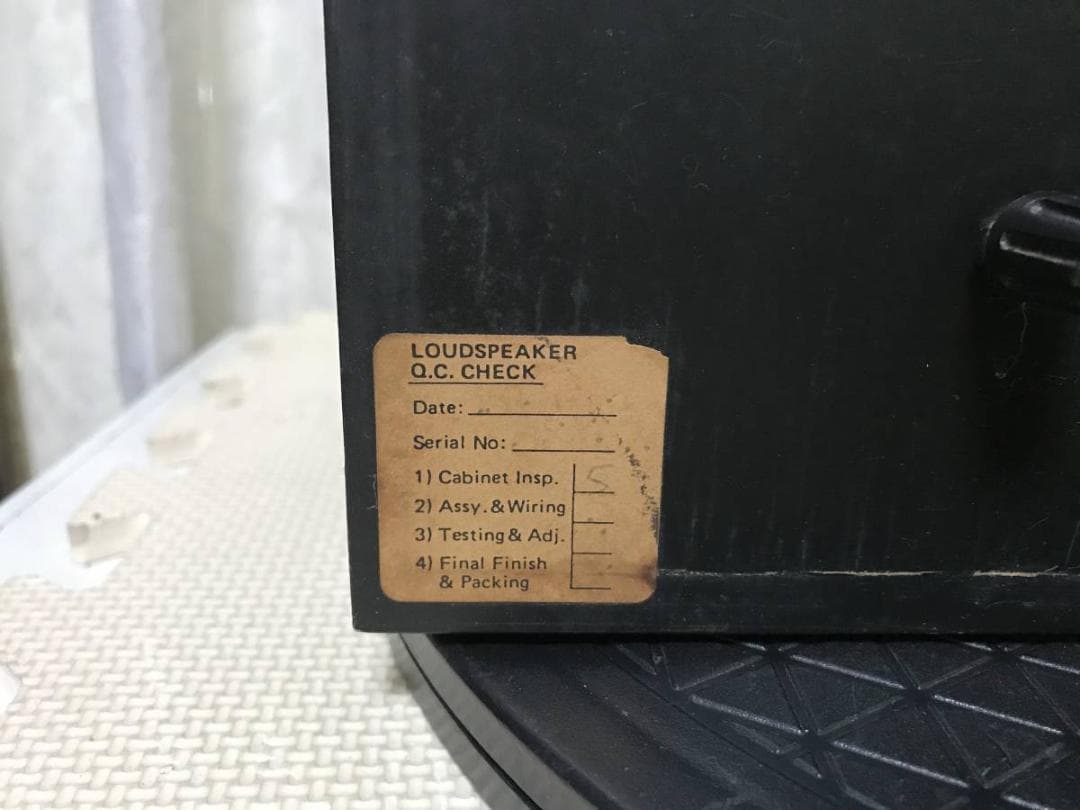 LOUDSPEAKER
Q.C. CHECK
Date:
Serial No:
1) Cabinet Insp. S
2) Assy. & Wiring
3) Testing & Adj.
4) Final Finish
& Packing